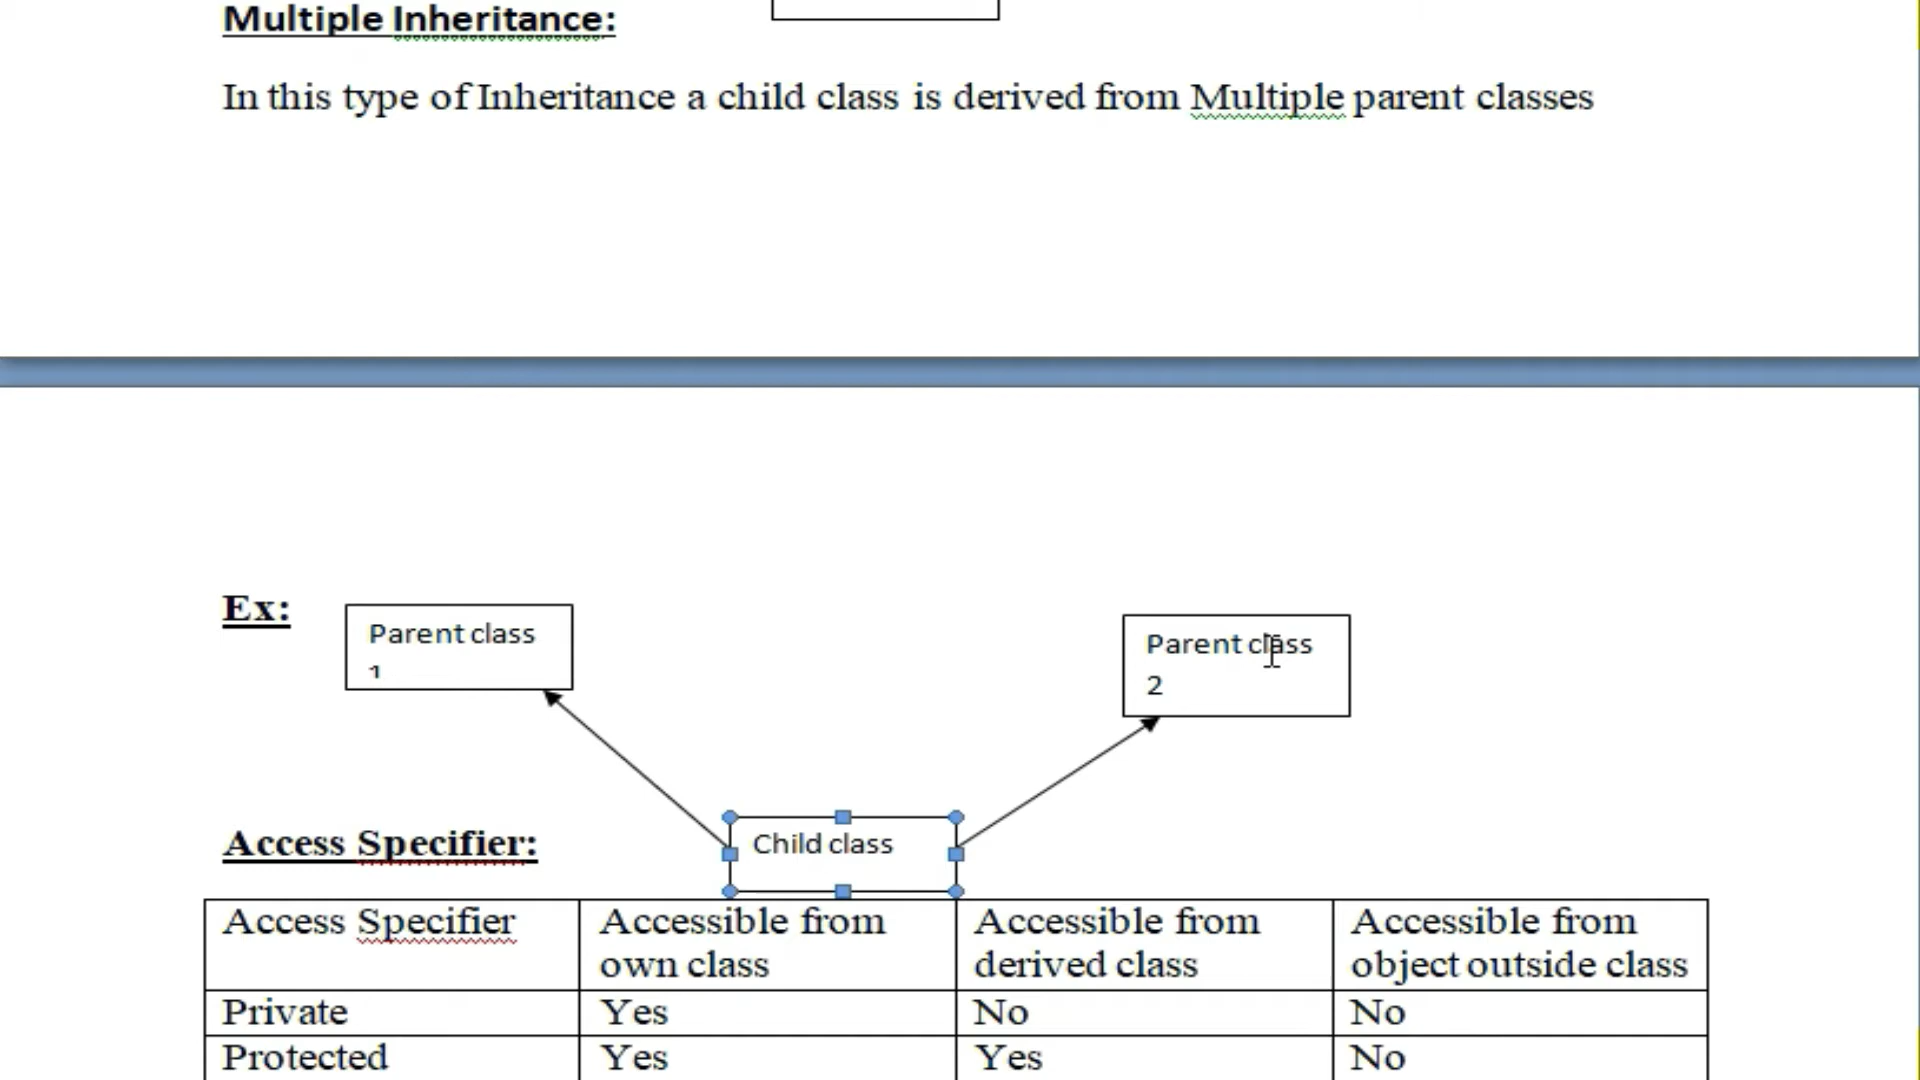 Multiple Inheritance:
In this type of Inheritance a child class is derived from Multiple parent classes
Ex:
Parent class
1
Parent class
2
Child class
Access Specifier:
Access Specifier
Accessible from
own class
Accessible from
derived class
Accessible from
object outside class
Private
Yes
No
No
Protected
Yes
Yes
No